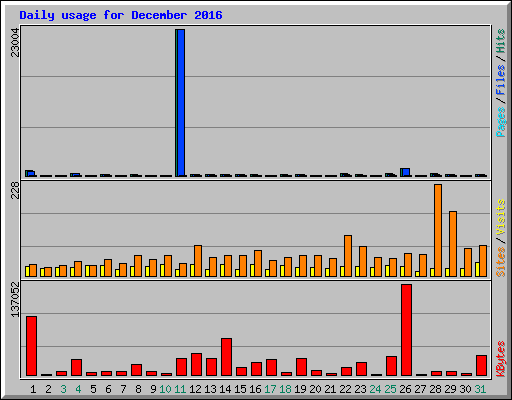 Daily usage for December 2016
23004
228
137052
Pages / Files / Hits
Sites / Visits
KBytes
1 2 3 4 5 6 7 8 9 10 11 12 13 14 15 16 17 18 19 20 21 22 23 24 25 26 27 28 29 30 31